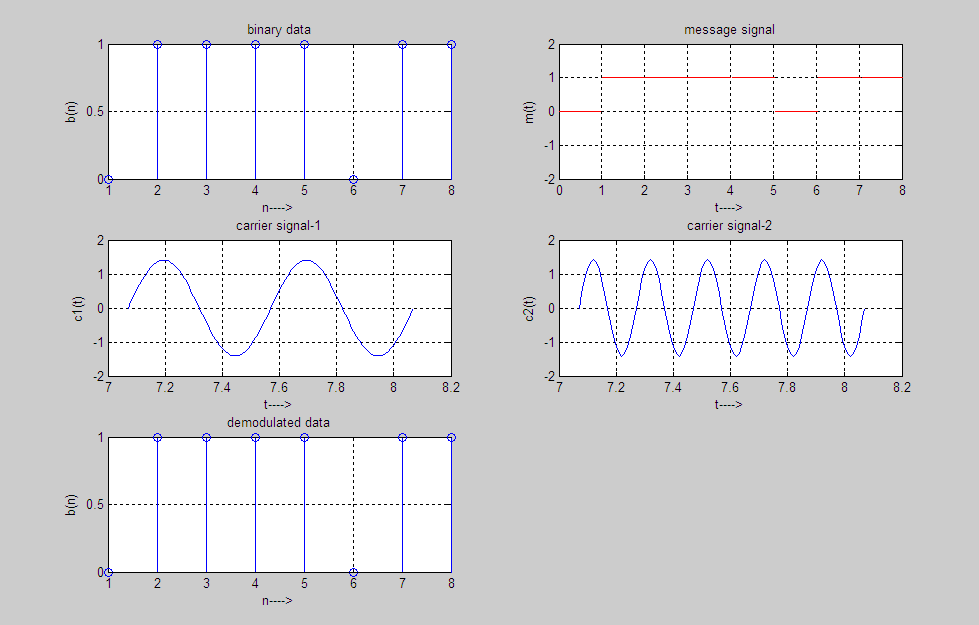 binary data
1
0.5
0
b(n)
1 2 3 4 5 6 7 8
n---->
message signal
2
1
0
-1
-2
m(t)
0 1 2 3 4 5 6 7 8
t---->
carrier signal-1
2
1
0
-1
-2
c1(t)
7 7.2 7.4 7.6 7.8 8 8.2
t---->
carrier signal-2
2
1
0
-1
-2
c2(t)
7 7.2 7.4 7.6 7.8 8 8.2
t---->
demodulated data
1
0.5
0
b(n)
1 2 3 4 5 6 7 8
n---->